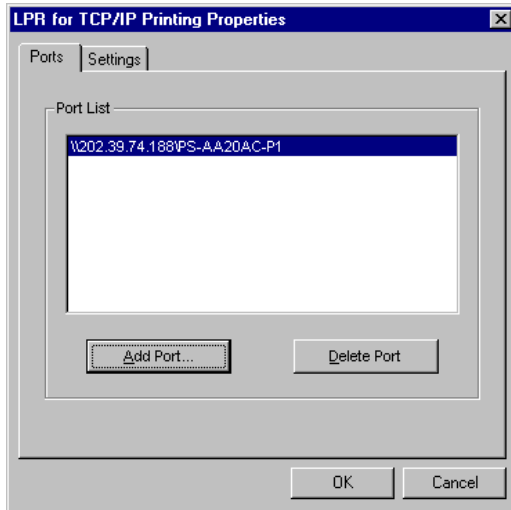 LPR for TCP/IP Printing Properties
Ports Settings
Port List
\\202.39.74.188\PS-AA20AC-P1
Add Port... Delete Port
OK Cancel